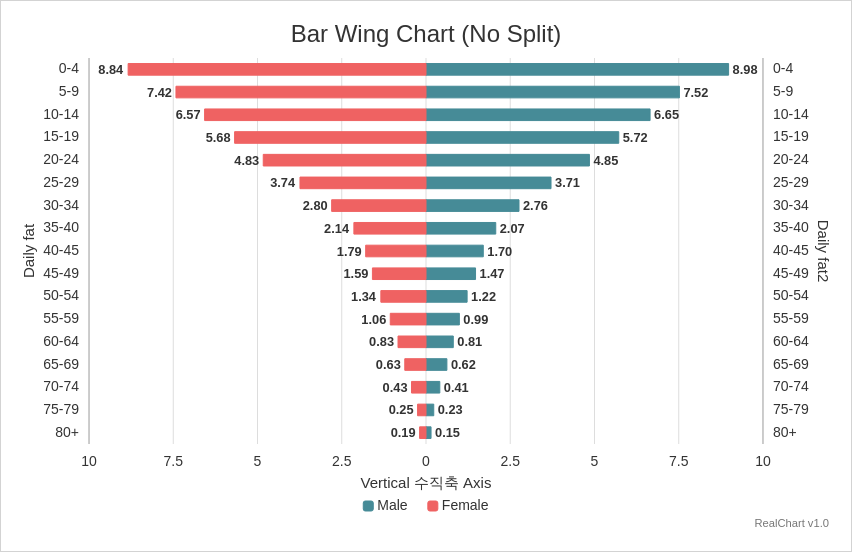 Bar Wing Chart (No Split)
0-4 8.84 8.98 0-4
5-9 7.42 7.52 5-9
10-14 6.57 6.65 10-14
15-19 5.68 5.72 15-19
20-24 4.83 4.85 20-24
25-29 3.74 3.71 25-29
30-34 2.80 2.76 30-34
35-40 2.14 2.07 35-40
40-45 1.79 1.70 40-45
45-49 1.59 1.47 45-49
50-54 1.34 1.22 50-54
55-59 1.06 0.99 55-59
60-64 0.83 0.81 60-64
65-69 0.63 0.62 65-69
70-74 0.43 0.41 70-74
75-79 0.25 0.23 75-79
80+ 0.19 0.15 80+
Daily fat
Daily fat2
10 7.5 5 2.5 0 2.5 5 7.5 10
Vertical 수직축 Axis
Male Female
RealChart v1.0